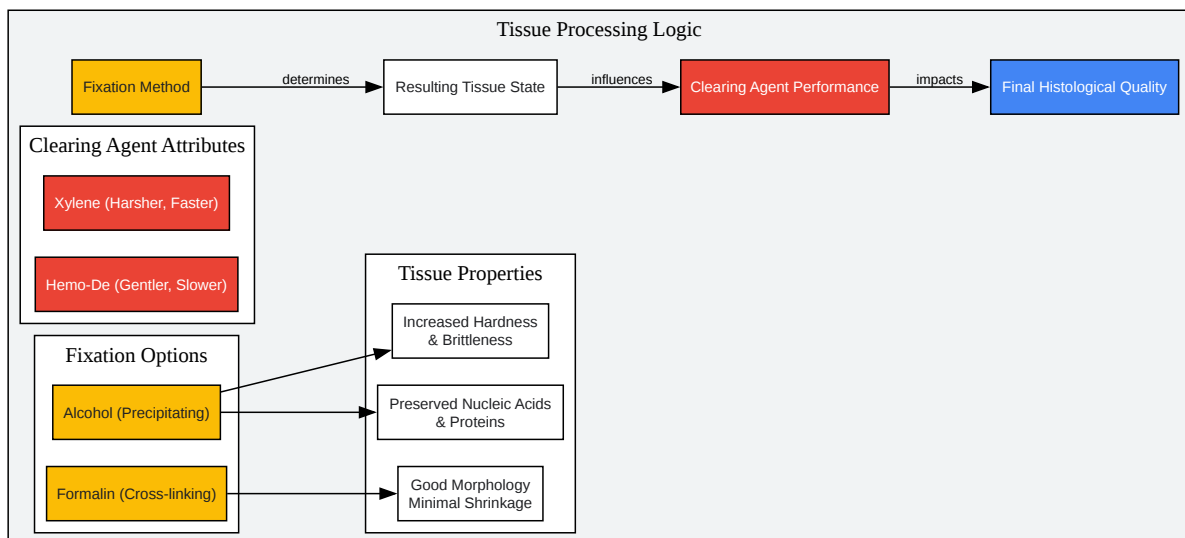 Tissue Processing Logic
Fixation Method
determines
Resulting Tissue State
influences
Clearing Agent Performance
impacts
Final Histological Quality
Clearing Agent Attributes
Xylene (Harsher, Faster)
Hemo-De (Gentler, Slower)
Fixation Options
Alcohol (Precipitating)
Formalin (Cross-linking)
Tissue Properties
Increased Hardness
& Brittleness
Preserved Nucleic Acids
& Proteins
Good Morphology
Minimal Shrinkage